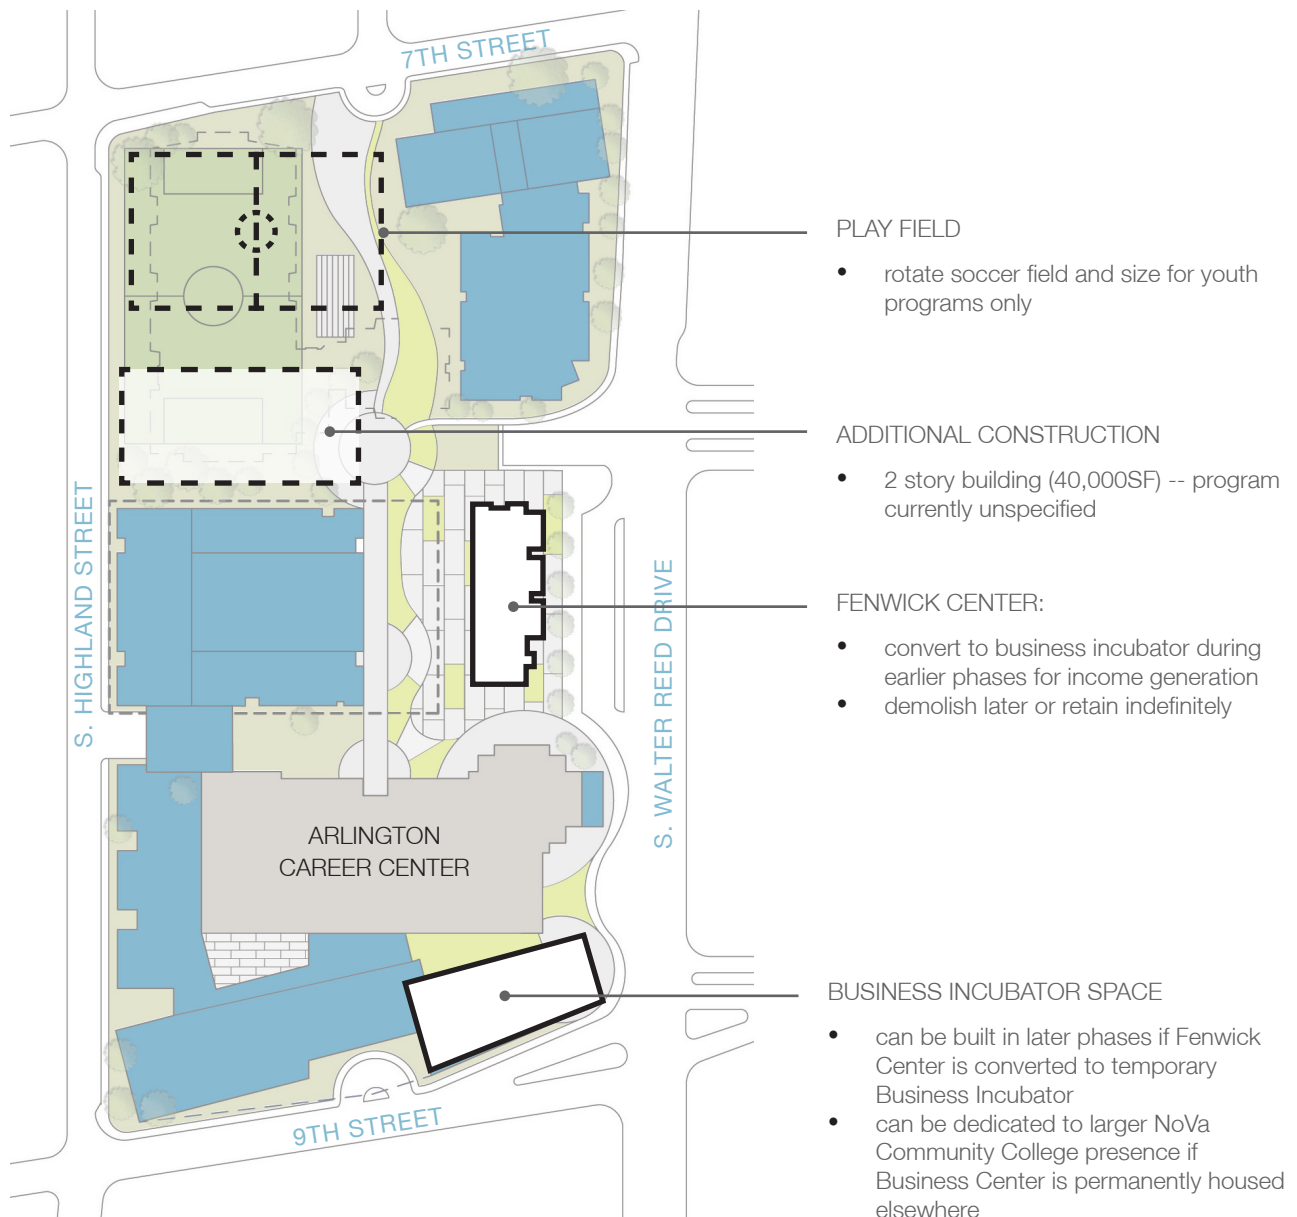 7TH STREET
PLAY FIELD
• rotate soccer field and size for youth
programs only
ADDITIONAL CONSTRUCTION
• 2 story building (40,000SF) -- program
currently unspecified
S. HIGHLAND STREET
S. WALTER REED DRIVE
FENWICK CENTER:
• convert to business incubator during
earlier phases for income generation
• demolish later or retain indefinitely
ARLINGTON
CAREER CENTER
BUSINESS INCUBATOR SPACE
• can be built in later phases if Fenwick
Center is converted to temporary
Business Incubator
• can be dedicated to larger NoVa
Community College presence if
Business Center is permanently housed
elsewhere
9TH STREET